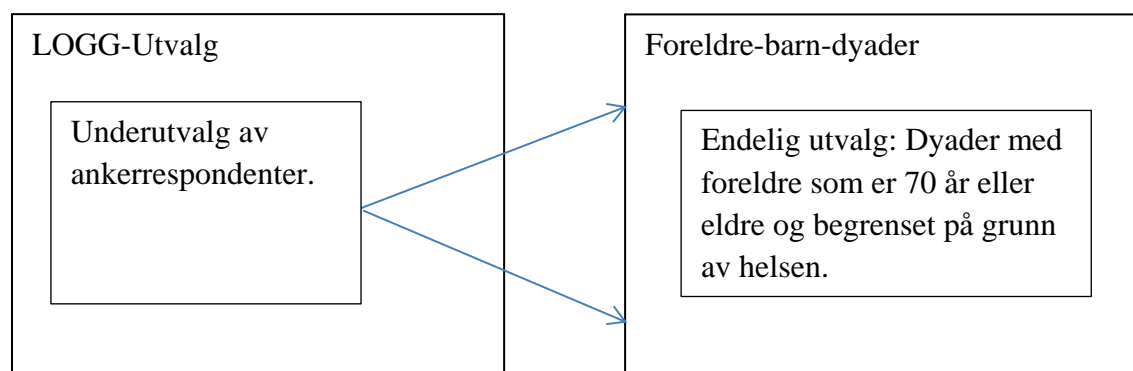 LOGG-Utvalg
Underutvalg av
ankerrespondenter.
Foreldre-barn-dyader
Endelig utvalg: Dyader med
foreldre som er 70 år eller
eldre og begrenset på grunn
av helsen.